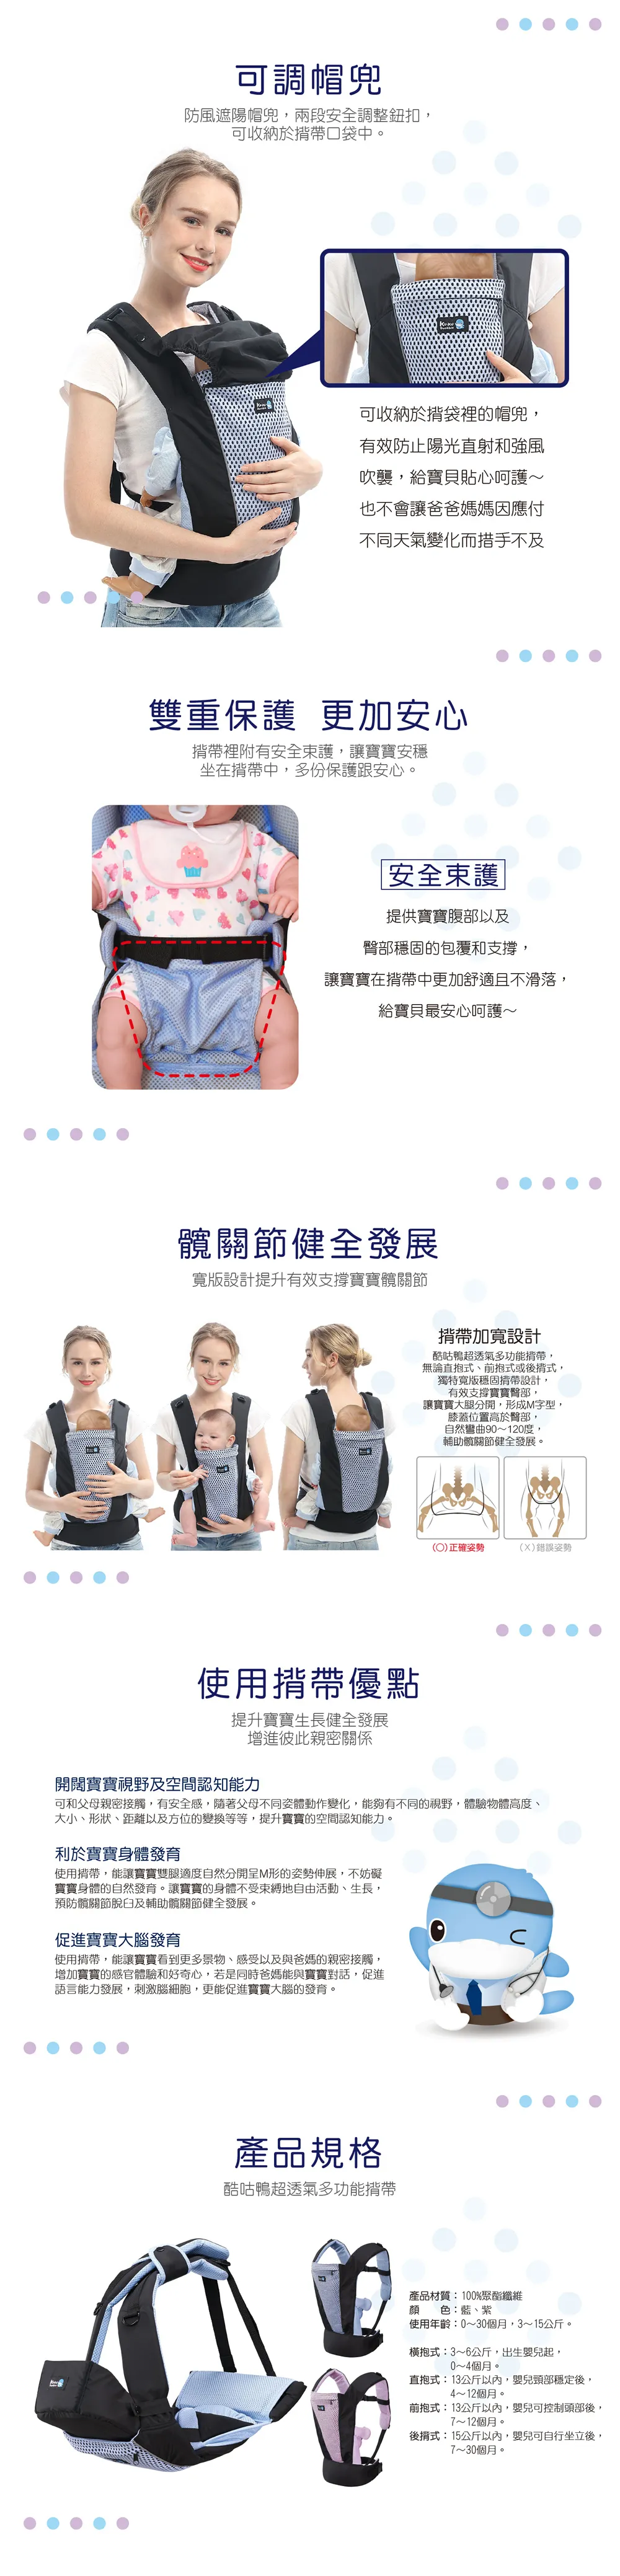 可調帽兜
防風遮陽帽兜，兩段安全調整鈕扣，
可收納於揹帶口袋中。
可收納於揹袋裡的帽兜，
有效防止陽光直射和強風
吹襲，給寶貝貼心呵護～
也不會讓爸爸媽媽因應付
不同天氣變化而措手不及
雙重保護 更加安心
揹帶裡附有安全束護，讓寶寶安穩
坐在揹帶中，多份保護跟安心。
安全束護
提供寶寶腹部以及
臀部穩固的包覆和支撐，
讓寶寶在揹帶中更加舒適且不滑落，
給寶貝最安心呵護～
髖關節健全發展
寬版設計提升有效支撐寶寶髖關節
揹帶加寬設計
酷咕鴨超透氣多功能揹帶，
無論直抱式、前抱式或後揹式，
獨特寬版穩固揹帶設計，
有效支撐寶寶臀部，
讓寶寶大腿分開，形成M字型，
膝蓋位置高於臀部，
自然彎曲90～120度，
輔助髖關節健全發展。
(○)正確姿勢
(X)錯誤姿勢
使用揹帶優點
提升寶寶生長健全發展
增進彼此親密關係
開闊寶寶視野及空間認知能力
可和父母親密接觸，有安全感，隨著父母不同姿體動作變化，能夠有不同的視野，體驗物體高度、
大小、形狀、距離以及方位的變換等等，提升寶寶的空間認知能力。
利於寶寶身體發育
使用揹帶，能讓寶寶雙腿適度自然分開呈M形的姿勢伸展，不妨礙
寶寶身體的自然發育。讓寶寶的身體不受束縛地自由活動、生長，
預防髖關節脫臼及輔助髖關節健全發展。
促進寶寶大腦發育
使用揹帶，能讓寶寶看到更多景物、感受以及與爸媽的親密接觸，
增加寶寶的感官體驗和好奇心，若是同時爸媽能與寶寶對話，促進
語言能力發展，刺激腦細胞，更能促進寶寶大腦的發育。
產品規格
酷咕鴨超透氣多功能揹帶
產品材質：100%聚酯纖維
顏 色：藍、紫
使用年齡：0～30個月，3～15公斤。
橫抱式：3～6公斤，出生嬰兒起，
0～4個月。
直抱式：13公斤以內，嬰兒頸部穩定後，
4～12個月。
前抱式：13公斤以內，嬰兒可控制頭部後，
7～12個月。
後揹式：15公斤以內，嬰兒可自行坐立後，
7～30個月。